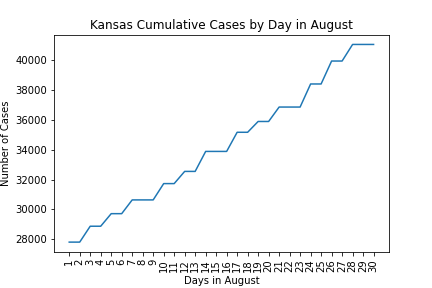 Kansas Cumulative Cases by Day in August
Number of Cases
40000
38000
36000
34000
32000
30000
28000
1 2 3 4 5 6 7 8 9 10 11 12 13 14 15 16 17 18 19 20 21 22 23 24 25 26 27 28 29 30
Days in August